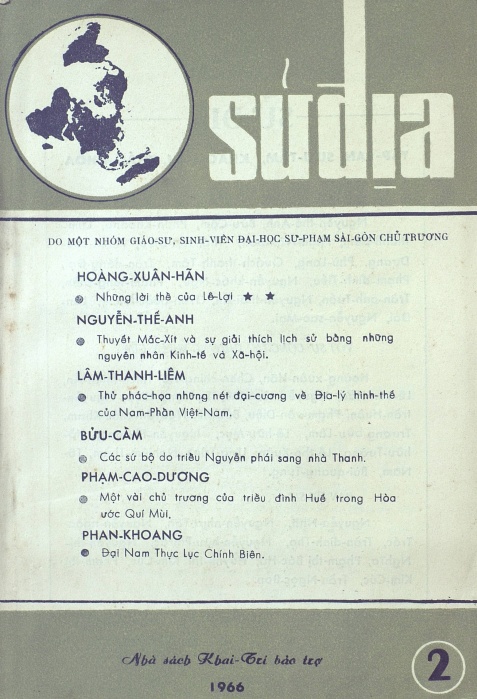 sử địa
DO MỘT NHÓM GIÁO-SƯ, SINH-VIÊN ĐẠI-HỌC SƯ-PHẠM SÀI-GÒN CHỦ TRƯƠNG
HOÀNG-XUÂN-HÃN
Những lời thề của Lê-Lợi ★ ★
NGUYỄN-THẾ-ANH
Thuyết Mác-Xít và sự giải thích lịch sử bằng những
nguyên nhân Kinh-tế và Xã-hội.
LÂM-THANH-LIÊM
Thử phác-họa những nét đại-cương về Địa-lý hình-thể
của Nam-Phần Việt-Nam.
BỬU-CẦM
Các sứ bộ do triều Nguyễn phái sang nhà Thanh.
PHẠM-CAO-DƯƠNG
Một vài chủ trương của triều đình Huế trong Hòa
ước Quí Mùi.
PHAN-KHOANG
Đại Nam Thực Lục Chính Biên.
Nhà sách Khai-Trí bảo trợ
1966
2